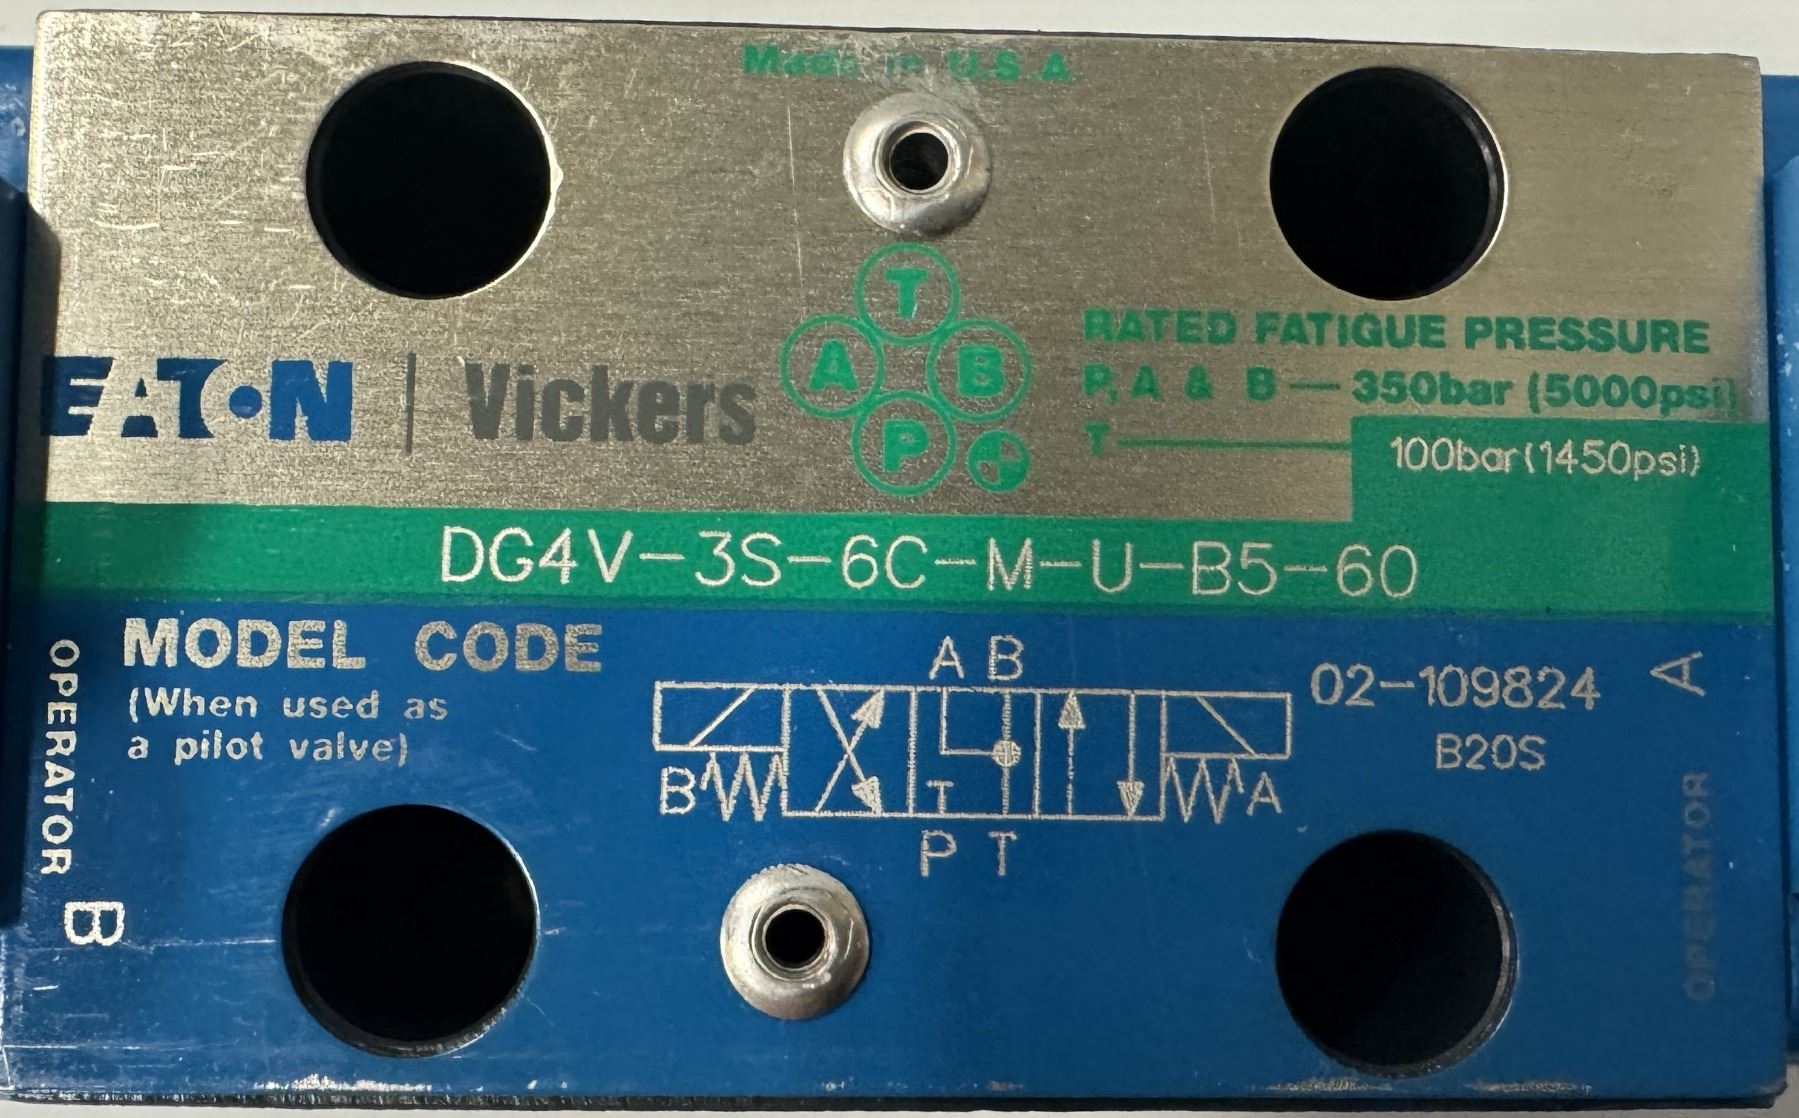 Made in U.S.A.
T
A B
P
RATED FATIGUE PRESSURE
P, A & B — 350bar (5000psi)
T — 100bar(1450psi)
EATON | Vickers
DG4V-3S-6C-M-U-B5-60
MODEL CODE
(When used as
a pilot valve)
OPERATOR B
A B
B T A
P T
02-109824
B20S
OPERATOR A